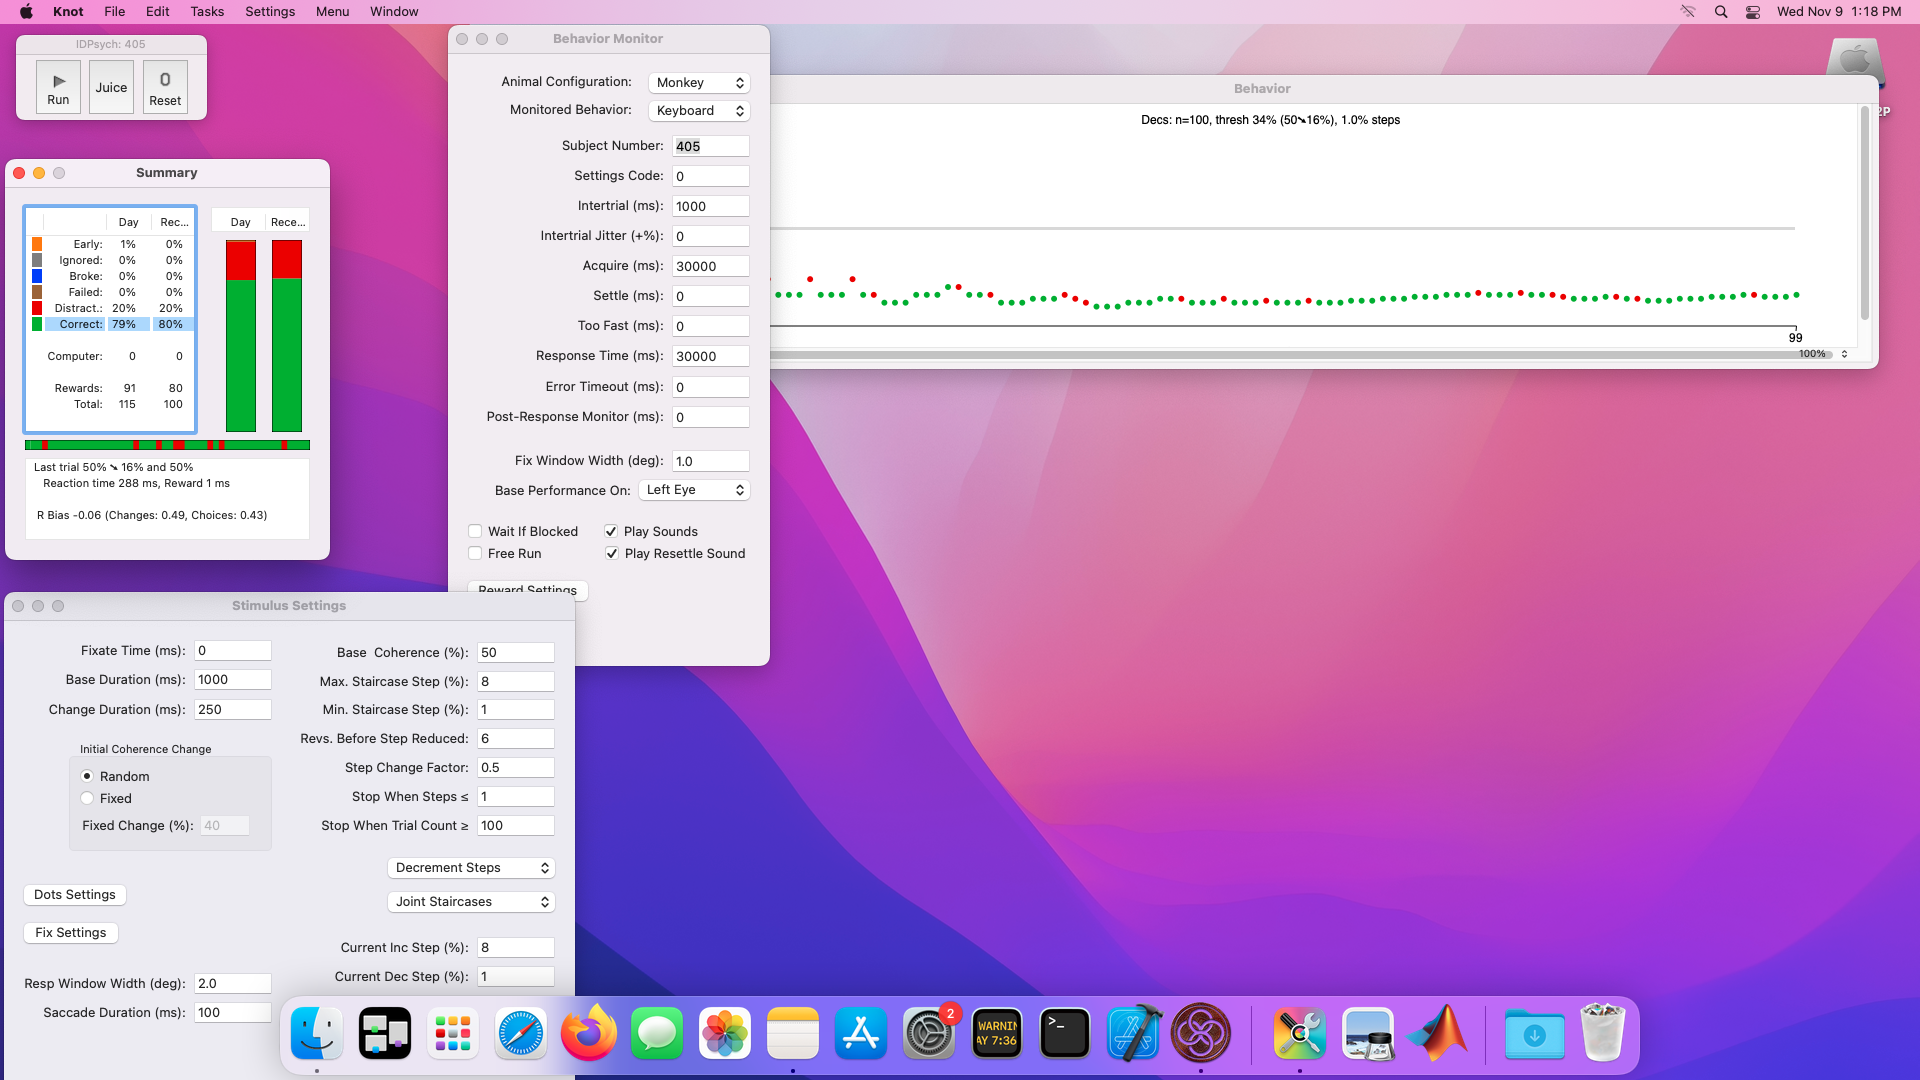 Knot File Edit Tasks Settings Menu Window Wed Nov 9 1:18 PM
IDPsych: 405
Run
Juice
0
Reset
Summary
Day Rec...
Early: 1% 0%
Ignored: 0% 0%
Broke: 0% 0%
Failed: 0% 0%
Distract.: 20% 20%
Correct: 79% 80%
Computer: 0 0
Rewards: 91 80
Total: 115 100
Day Rece...
Last trial 50% ➘ 16% and 50%
Reaction time 288 ms, Reward 1 ms
R Bias -0.06 (Changes: 0.49, Choices: 0.43)
Behavior Monitor
Animal Configuration: Monkey
Monitored Behavior: Keyboard
Subject Number: 405
Settings Code: 0
Intertrial (ms): 1000
Intertrial Jitter (+%): 0
Acquire (ms): 30000
Settle (ms): 0
Too Fast (ms): 0
Response Time (ms): 30000
Error Timeout (ms): 0
Post-Response Monitor (ms): 0
Fix Window Width (deg): 1.0
Base Performance On: Left Eye
Wait If Blocked
Play Sounds
Free Run
Play Resettle Sound
Reward Settings
Behavior
Decs: n=100, thresh 34% (50➘16%), 1.0% steps
99
100%
2P
Stimulus Settings
Fixate Time (ms): 0
Base Duration (ms): 1000
Change Duration (ms): 250
Initial Coherence Change
Random
Fixed
Fixed Change (%): 40
Dots Settings
Fix Settings
Resp Window Width (deg): 2.0
Saccade Duration (ms): 100
Base Coherence (%): 50
Max. Staircase Step (%): 8
Min. Staircase Step (%): 1
Revs. Before Step Reduced: 6
Step Change Factor: 0.5
Stop When Steps ≤ 1
Stop When Trial Count ≥ 100
Decrement Steps
Joint Staircases
Current Inc Step (%): 8
Current Dec Step (%): 1
2
WARNIN
AY 7:36
>_